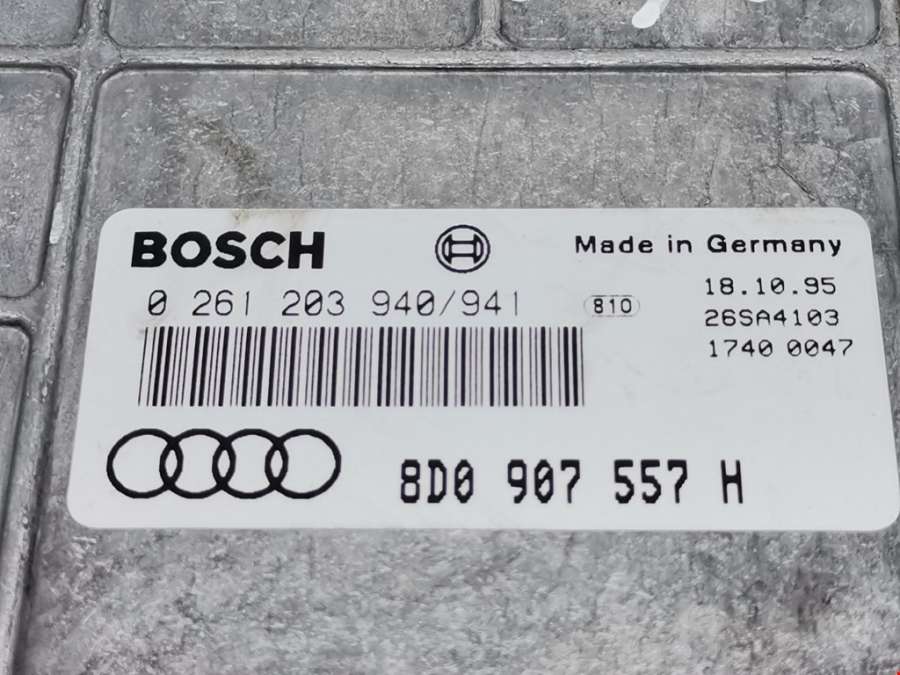 BOSCH
Made in Germany
0 261 203 940/941
810
18.10.95
26SA4103
1740 0047
8D0 907 557 H